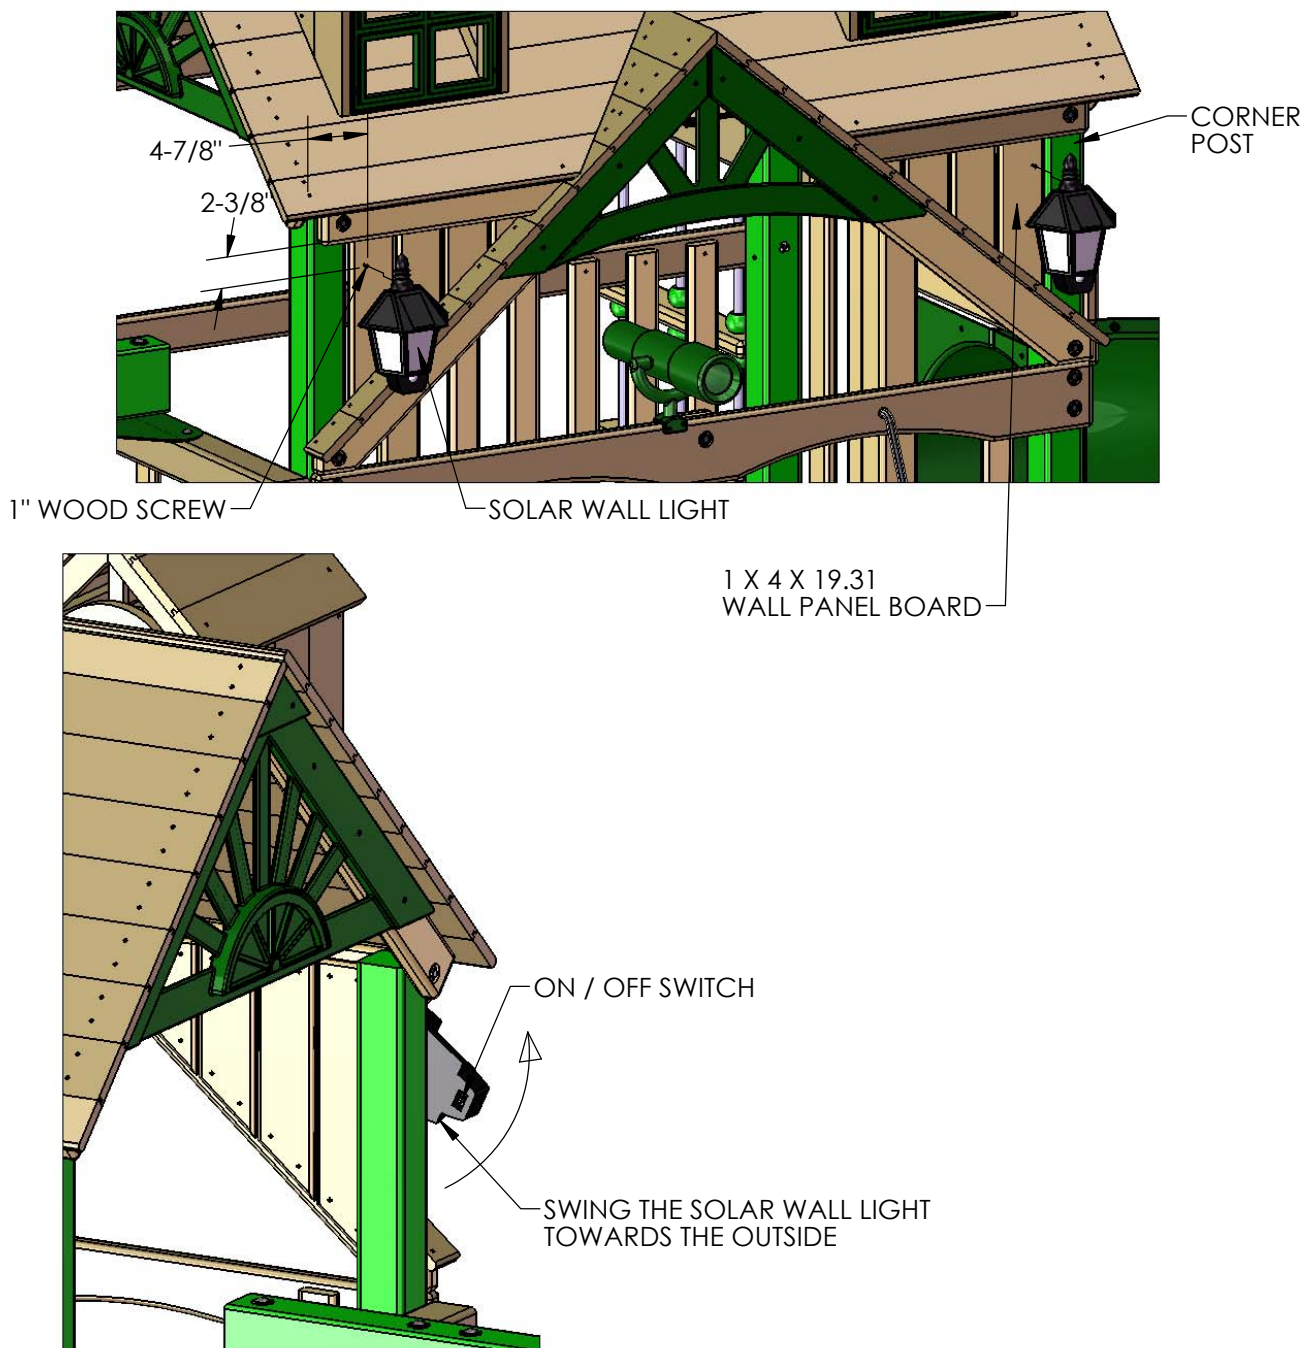 CORNER
POST
4-7/8"
2-3/8"
1" WOOD SCREW
SOLAR WALL LIGHT
1 X 4 X 19.31
WALL PANEL BOARD
ON / OFF SWITCH
SWING THE SOLAR WALL LIGHT
TOWARDS THE OUTSIDE